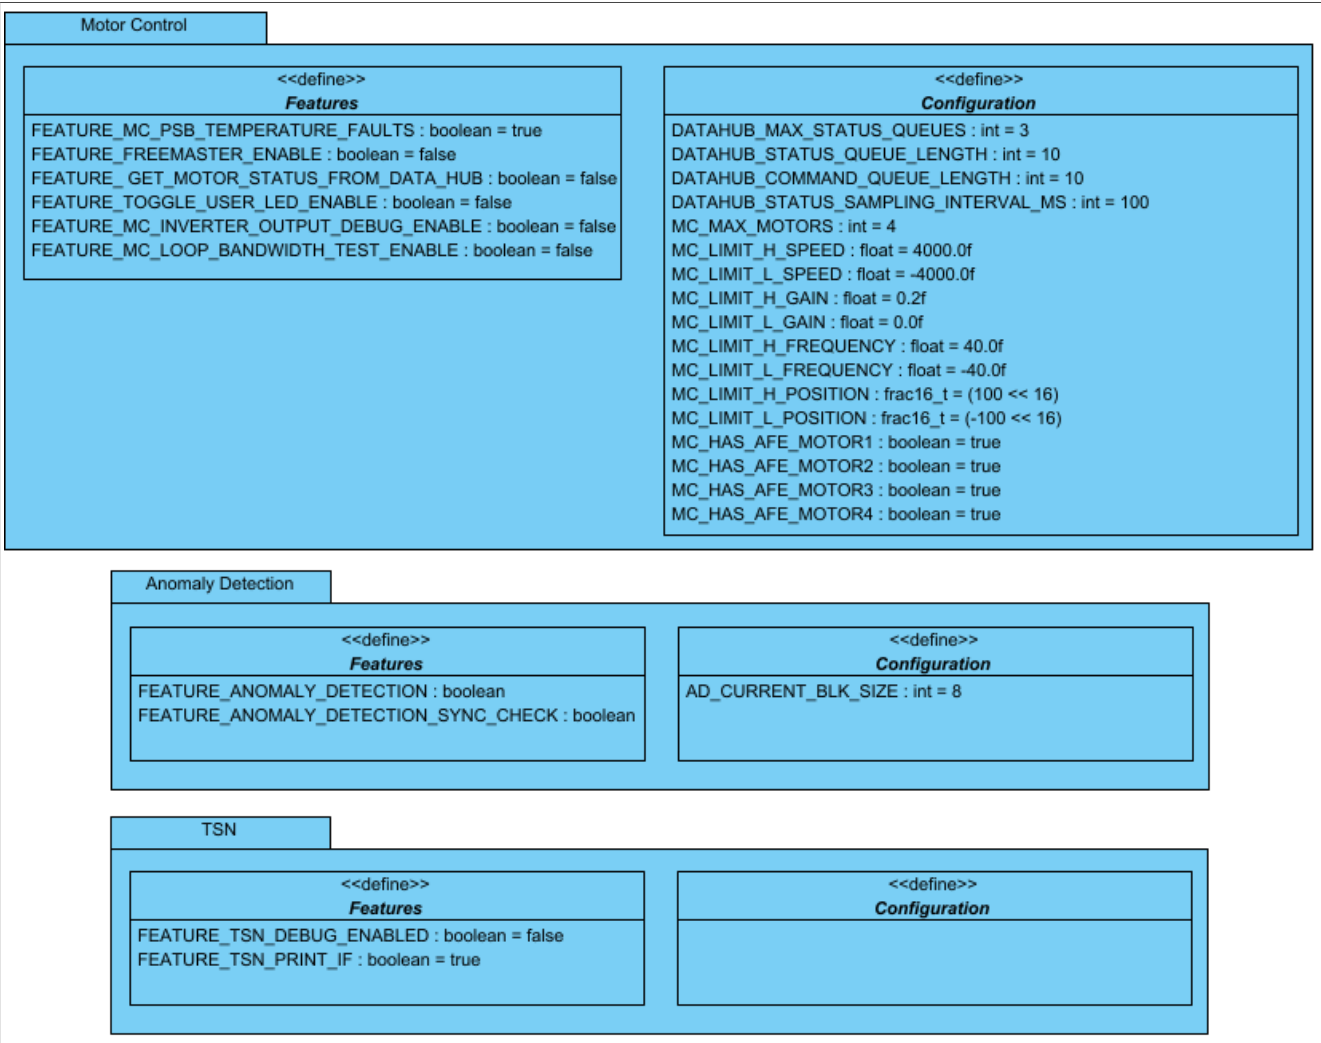 Motor Control
<<define>>
Features
FEATURE_MC_PSB_TEMPERATURE_FAULTS : boolean = true
FEATURE_FREEMASTER_ENABLE : boolean = false
FEATURE_ GET_MOTOR_STATUS_FROM_DATA_HUB : boolean = false
FEATURE_TOGGLE_USER_LED_ENABLE : boolean = false
FEATURE_MC_INVERTER_OUTPUT_DEBUG_ENABLE : boolean = false
FEATURE_MC_LOOP_BANDWIDTH_TEST_ENABLE : boolean = false
<<define>>
Configuration
DATAHUB_MAX_STATUS_QUEUES : int = 3
DATAHUB_STATUS_QUEUE_LENGTH : int = 10
DATAHUB_COMMAND_QUEUE_LENGTH : int = 10
DATAHUB_STATUS_SAMPLING_INTERVAL_MS : int = 100
MC_MAX_MOTORS : int = 4
MC_LIMIT_H_SPEED : float = 4000.0f
MC_LIMIT_L_SPEED : float = -4000.0f
MC_LIMIT_H_GAIN : float = 0.2f
MC_LIMIT_L_GAIN : float = 0.0f
MC_LIMIT_H_FREQUENCY : float = 40.0f
MC_LIMIT_L_FREQUENCY : float = -40.0f
MC_LIMIT_H_POSITION : frac16_t = (100 << 16)
MC_LIMIT_L_POSITION : frac16_t = (-100 << 16)
MC_HAS_AFE_MOTOR1 : boolean = true
MC_HAS_AFE_MOTOR2 : boolean = true
MC_HAS_AFE_MOTOR3 : boolean = true
MC_HAS_AFE_MOTOR4 : boolean = true
Anomaly Detection
<<define>>
Features
FEATURE_ANOMALY_DETECTION : boolean
FEATURE_ANOMALY_DETECTION_SYNC_CHECK : boolean
<<define>>
Configuration
AD_CURRENT_BLK_SIZE : int = 8
TSN
<<define>>
Features
FEATURE_TSN_DEBUG_ENABLED : boolean = false
FEATURE_TSN_PRINT_IF : boolean = true
<<define>>
Configuration